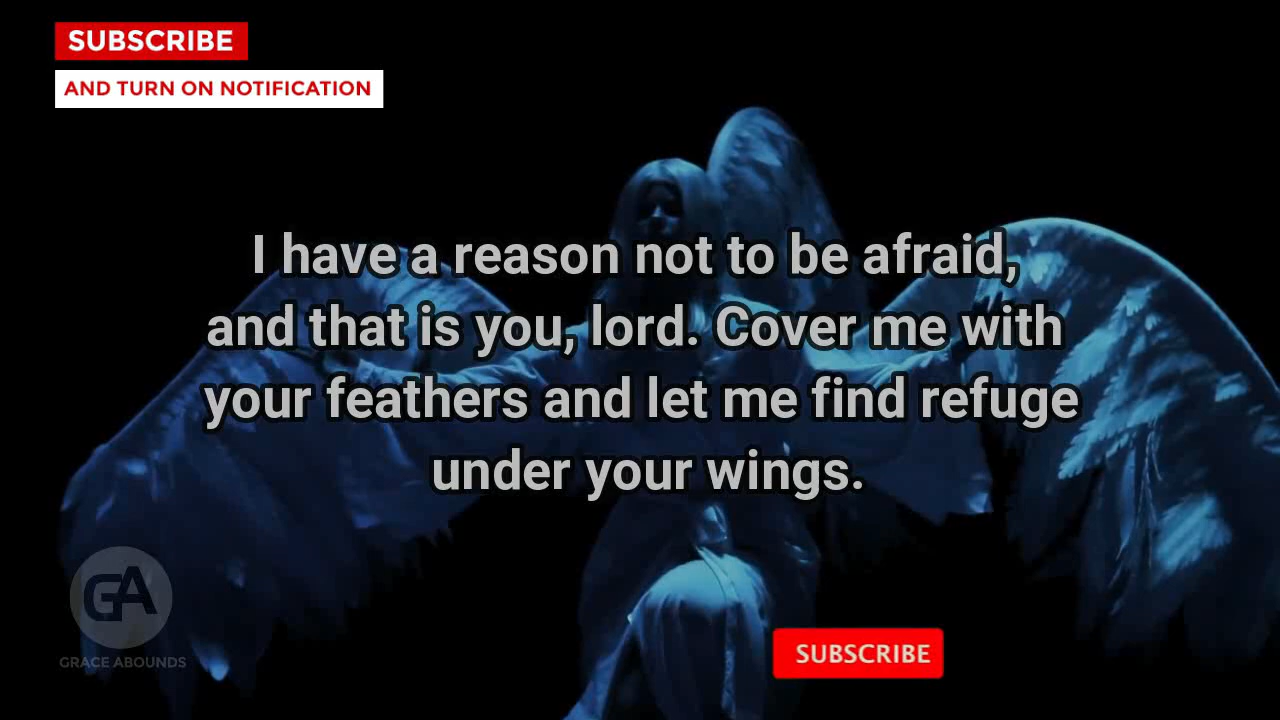 SUBSCRIBE
AND TURN ON NOTIFICATION
I have a reason not to be afraid,
and that is you, lord. Cover me with
your feathers and let me find refuge
under your wings.
GA
GRACE ABOUNDS
SUBSCRIBE